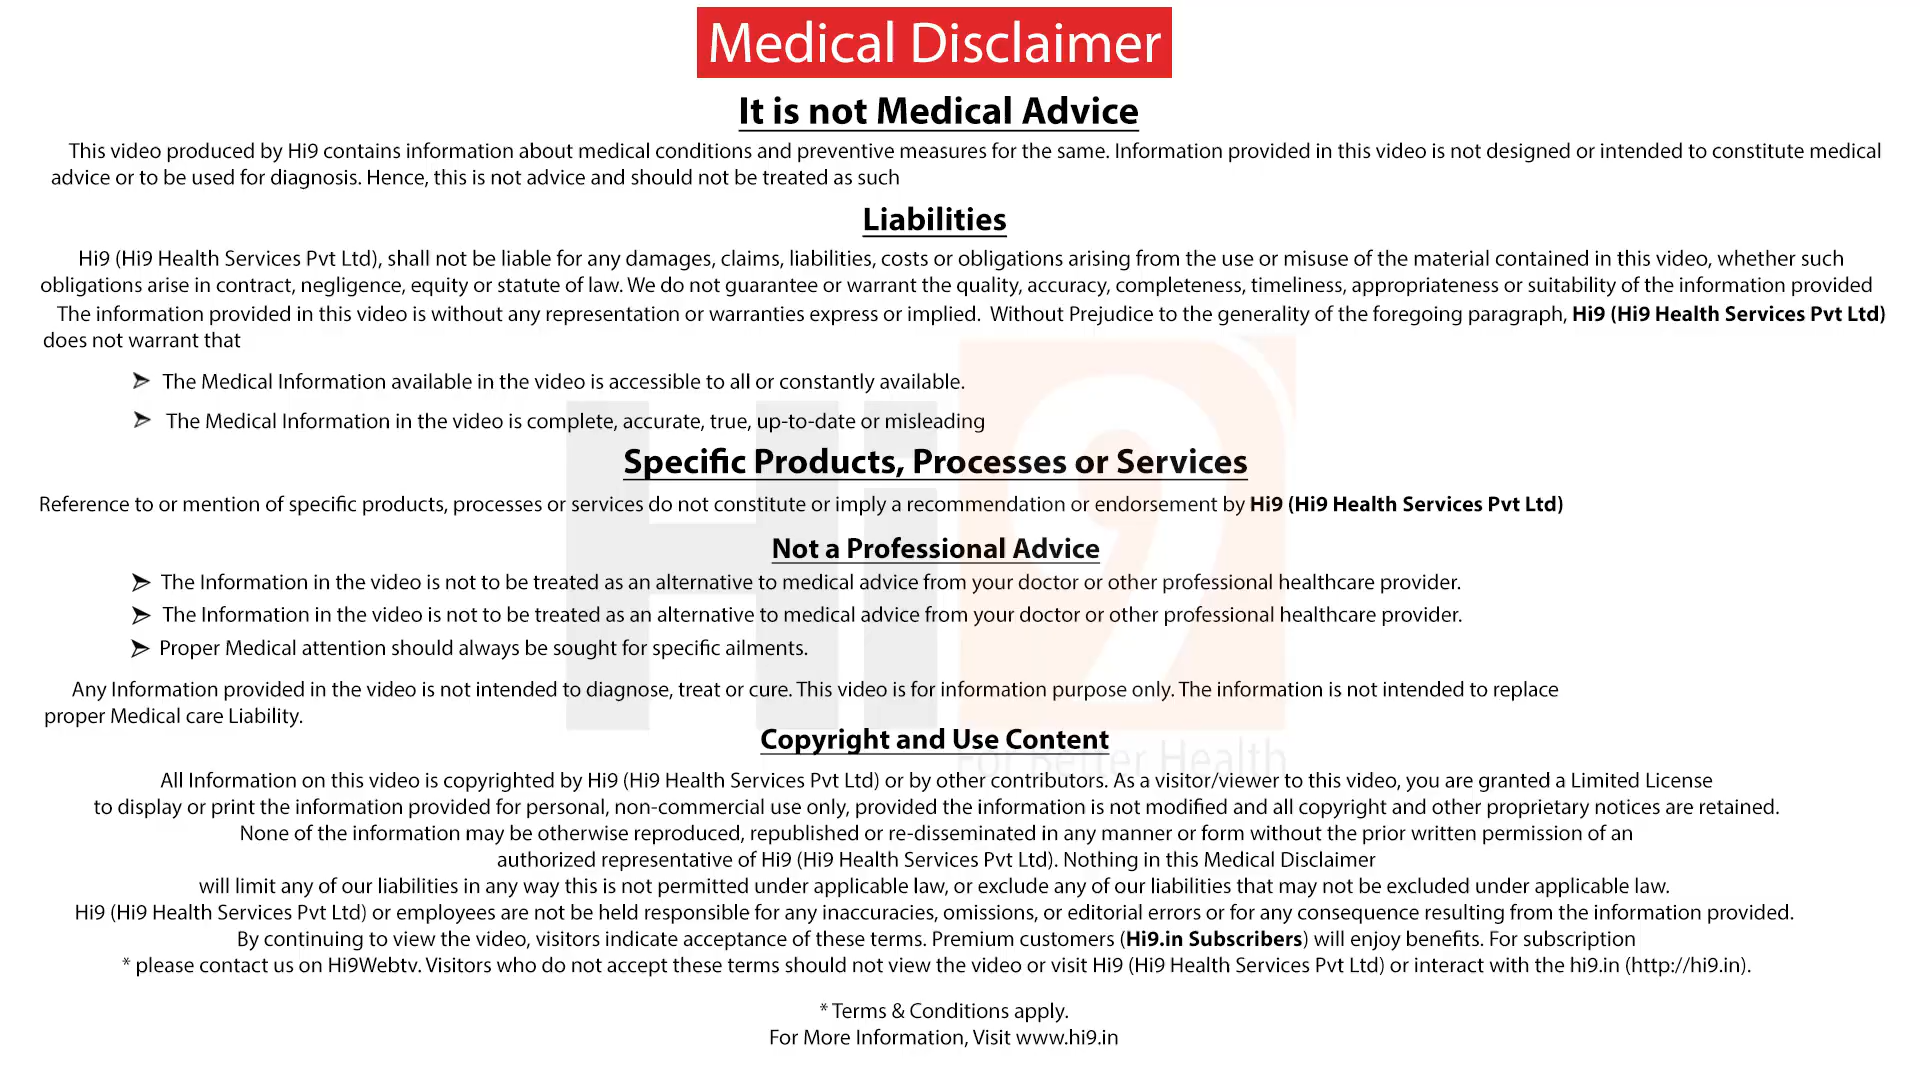 Medical Disclaimer
It is not Medical Advice
This video produced by Hi9 contains information about medical conditions and preventive measures for the same. Information provided in this video is not designed or intended to constitute medical
advice or to be used for diagnosis. Hence, this is not advice and should not be treated as such
Liabilities
Hi9 (Hi9 Health Services Pvt Ltd), shall not be liable for any damages, claims, liabilities, costs or obligations arising from the use or misuse of the material contained in this video, whether such
obligations arise in contract, negligence, equity or statute of law. We do not guarantee or warrant the quality, accuracy, completeness, timeliness, appropriateness or suitability of the information provided
The information provided in this video is without any representation or warranties express or implied. Without Prejudice to the generality of the foregoing paragraph, Hi9 (Hi9 Health Services Pvt Ltd)
does not warrant that
➢ The Medical Information available in the video is accessible to all or constantly available.
➢ The Medical Information in the video is complete, accurate, true, up-to-date or misleading
Specific Products, Processes or Services
Reference to or mention of specific products, processes or services do not constitute or imply a recommendation or endorsement by Hi9 (Hi9 Health Services Pvt Ltd)
Not a Professional Advice
➢ The Information in the video is not to be treated as an alternative to medical advice from your doctor or other professional healthcare provider.
➢ The Information in the video is not to be treated as an alternative to medical advice from your doctor or other professional healthcare provider.
➢ Proper Medical attention should always be sought for specific ailments.
Any Information provided in the video is not intended to diagnose, treat or cure. This video is for information purpose only. The information is not intended to replace
proper Medical care Liability.
Hi9
For Better Health
Copyright and Use Content
All Information on this video is copyrighted by Hi9 (Hi9 Health Services Pvt Ltd) or by other contributors. As a visitor/viewer to this video, you are granted a Limited License
to display or print the information provided for personal, non-commercial use only, provided the information is not modified and all copyright and other proprietary notices are retained.
None of the information may be otherwise reproduced, republished or re-disseminated in any manner or form without the prior written permission of an
authorized representative of Hi9 (Hi9 Health Services Pvt Ltd). Nothing in this Medical Disclaimer
will limit any of our liabilities in any way this is not permitted under applicable law, or exclude any of our liabilities that may not be excluded under applicable law.
Hi9 (Hi9 Health Services Pvt Ltd) or employees are not be held responsible for any inaccuracies, omissions, or editorial errors or for any consequence resulting from the information provided.
By continuing to view the video, visitors indicate acceptance of these terms. Premium customers (Hi9.in Subscribers) will enjoy benefits. For subscription
* please contact us on Hi9Webtv. Visitors who do not accept these terms should not view the video or visit Hi9 (Hi9 Health Services Pvt Ltd) or interact with the hi9.in (http://hi9.in).
* Terms & Conditions apply.
For More Information, Visit www.hi9.in